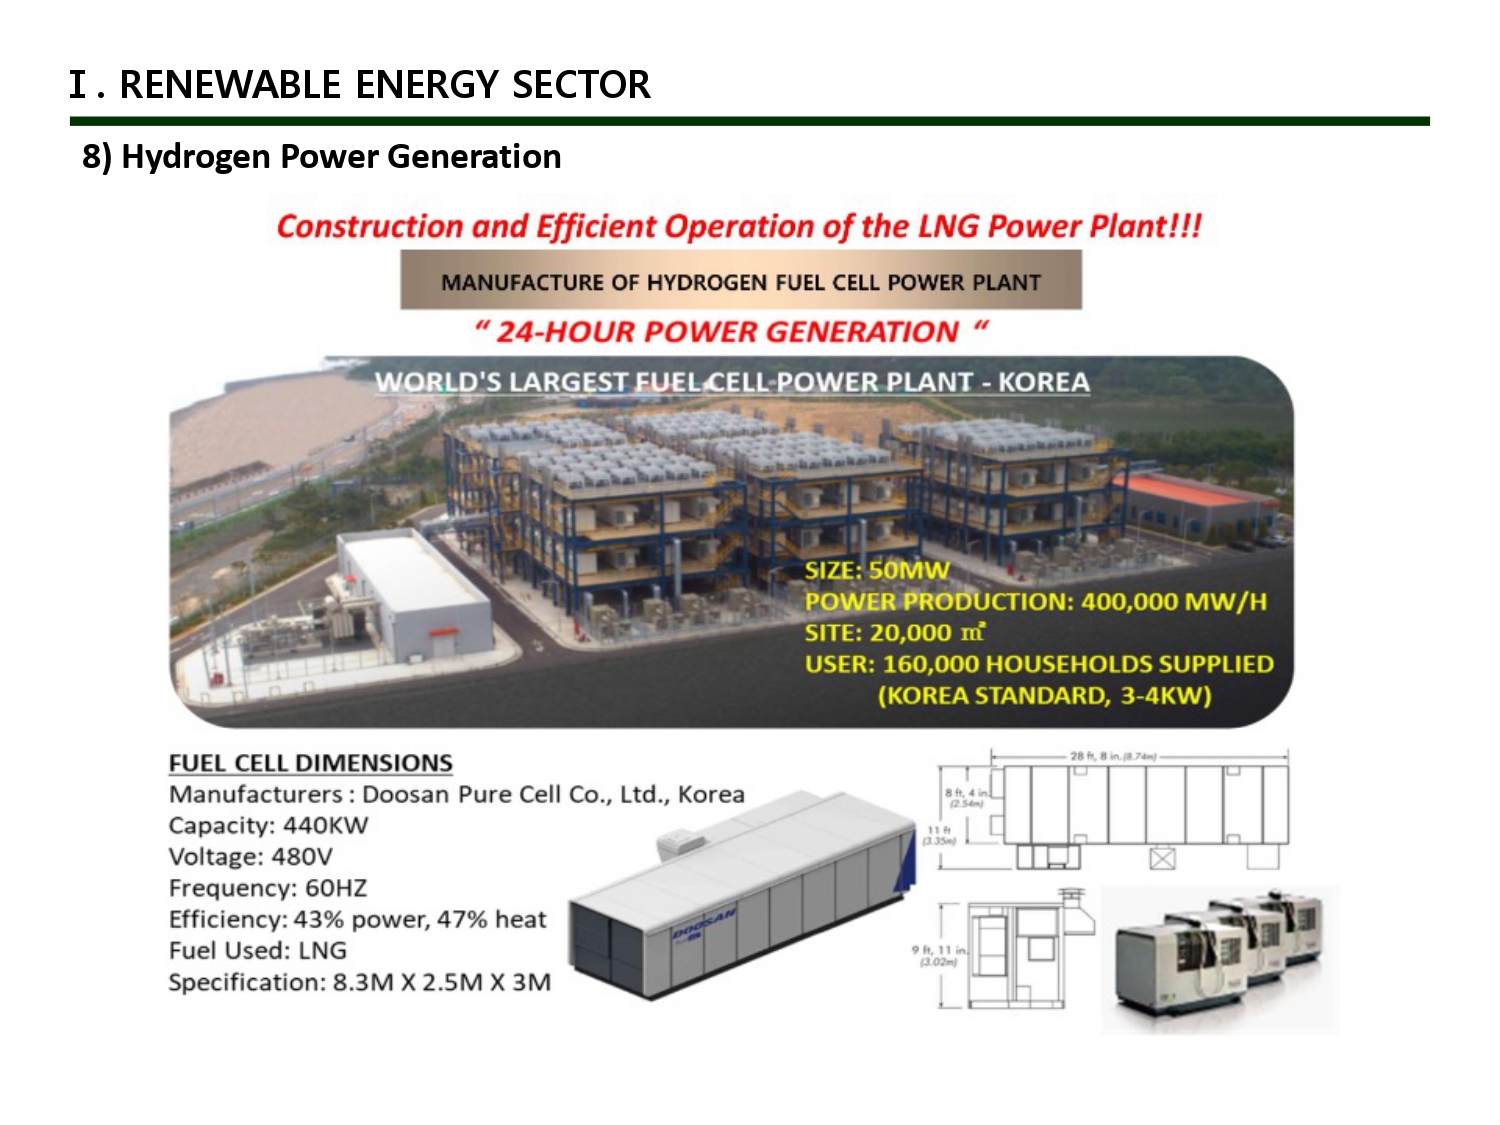 I . RENEWABLE ENERGY SECTOR
8) Hydrogen Power Generation
Construction and Efficient Operation of the LNG Power Plant!!!
MANUFACTURE OF HYDROGEN FUEL CELL POWER PLANT
“ 24-HOUR POWER GENERATION “
WORLD'S LARGEST FUEL CELL POWER PLANT - KOREA
SIZE: 50MW
POWER PRODUCTION: 400,000 MW/H
SITE: 20,000 ㎡
USER: 160,000 HOUSEHOLDS SUPPLIED
(KOREA STANDARD, 3-4KW)
FUEL CELL DIMENSIONS
Manufacturers : Doosan Pure Cell Co., Ltd., Korea
Capacity: 440KW
Voltage: 480V
Frequency: 60HZ
Efficiency: 43% power, 47% heat
Fuel Used: LNG
Specification: 8.3M X 2.5M X 3M
DOOSAN
28 ft, 8 in.(8.74m)
8 ft, 4 in.
(2.54m)
11 ft
(3.35m)
9 ft, 11 in.
(3.02m)